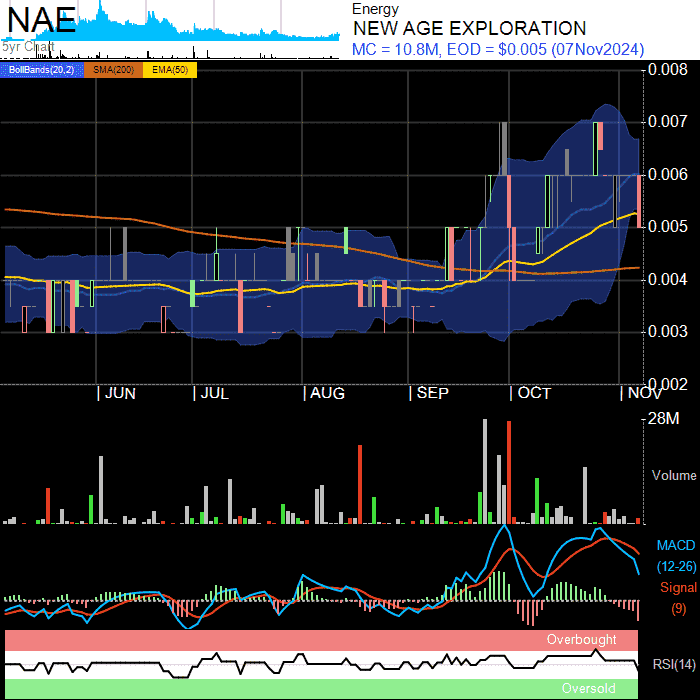 NAE
5yr Chart
Energy
NEW AGE EXPLORATION
MC = 10.8M, EOD = $0.005 (07Nov2024)
BollBands(20,2) SMA(200) EMA(50)
0.008
0.007
0.006
0.005
0.004
0.003
0.002
JUN JUL AUG SEP OCT NOV
28M
Volume
MACD
(12-26)
Signal
(9)
Overbought
RSI(14)
Oversold